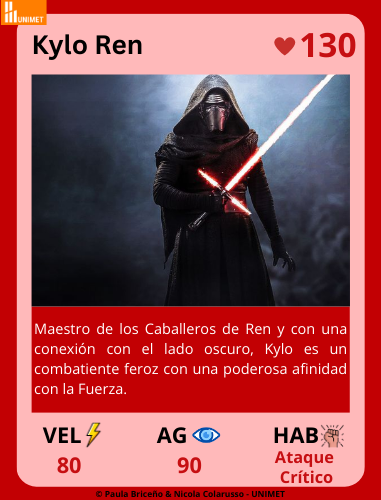 UNIMET
Kylo Ren
130
Maestro de los Caballeros de Ren y con una
conexión con el lado oscuro, Kylo es un
combatiente feroz con una poderosa afinidad
con la Fuerza.
VEL AG HAB
80 90 Ataque
Crítico
© Paula Briceño & Nicola Colarusso - UNIMET